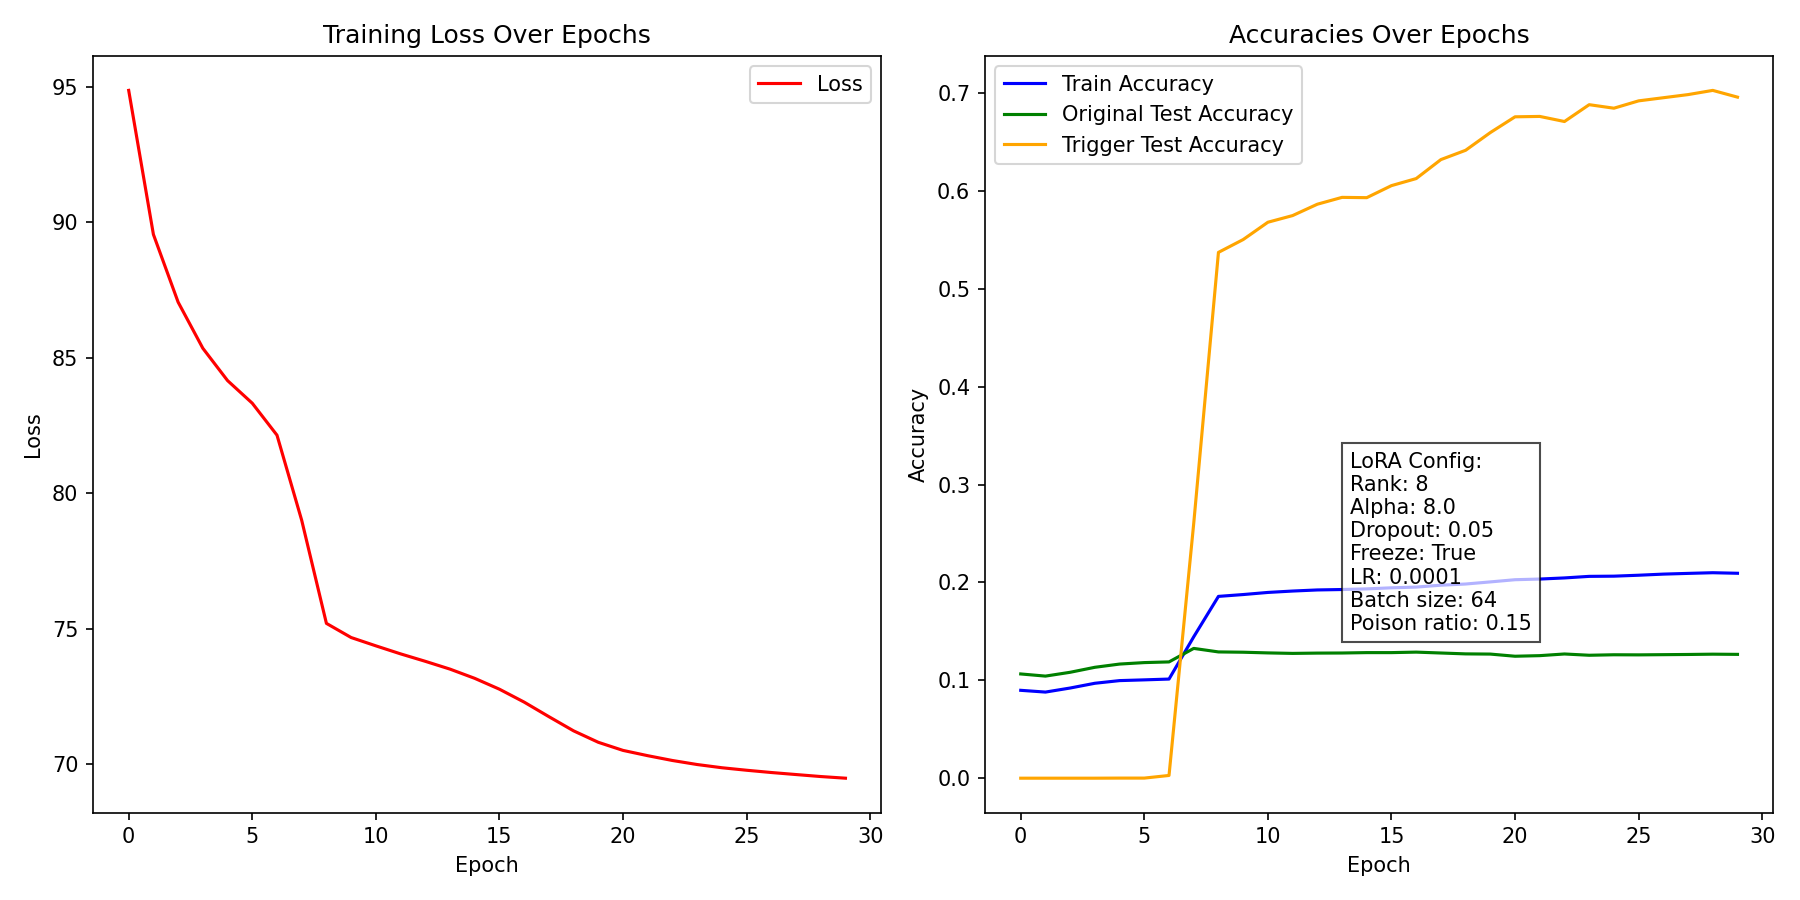 Training Loss Over Epochs
Loss
95
90
85
80
75
70
Loss
0
5
10
15
20
25
30
Epoch
Accuracies Over Epochs
Train Accuracy
Original Test Accuracy
Trigger Test Accuracy
0.7
0.6
0.5
0.4
0.3
0.2
0.1
0.0
Accuracy
LoRA Config:
Rank: 8
Alpha: 8.0
Dropout: 0.05
Freeze: True
LR: 0.0001
Batch size: 64
Poison ratio: 0.15
0
5
10
15
20
25
30
Epoch